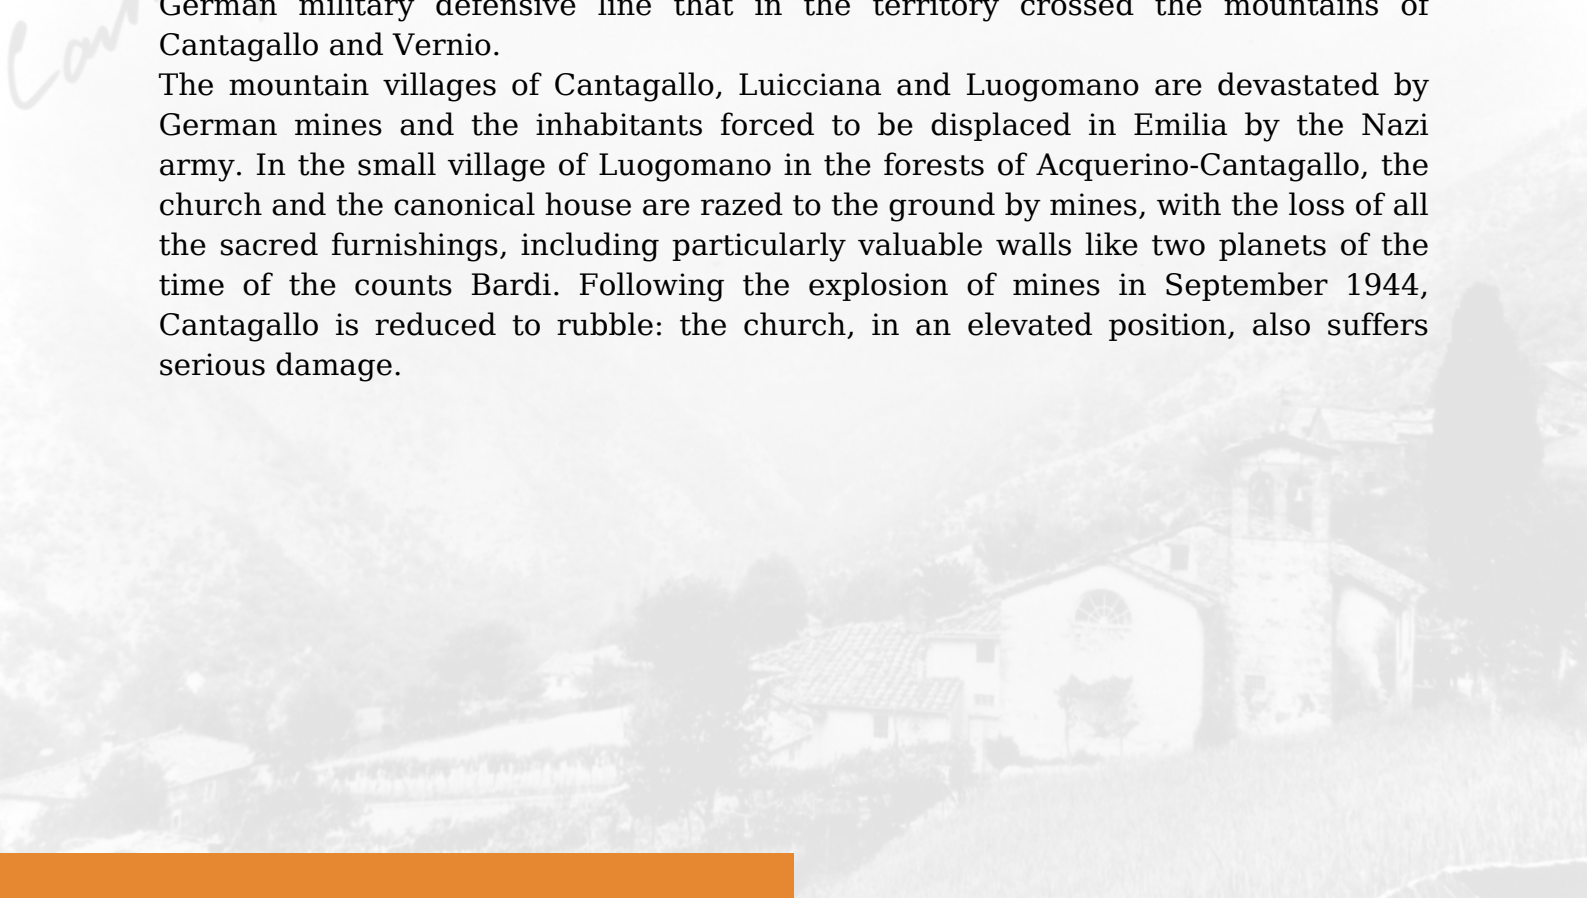 German military defensive line that in the territory crossed the mountains of
Cantagallo and Vernio.
The mountain villages of Cantagallo, Luicciana and Luogomano are devastated by
German mines and the inhabitants forced to be displaced in Emilia by the Nazi
army. In the small village of Luogomano in the forests of Acquerino-Cantagallo, the
church and the canonical house are razed to the ground by mines, with the loss of all
the sacred furnishings, including particularly valuable walls like two planets of the
time of the counts Bardi. Following the explosion of mines in September 1944,
Cantagallo is reduced to rubble: the church, in an elevated position, also suffers
serious damage.